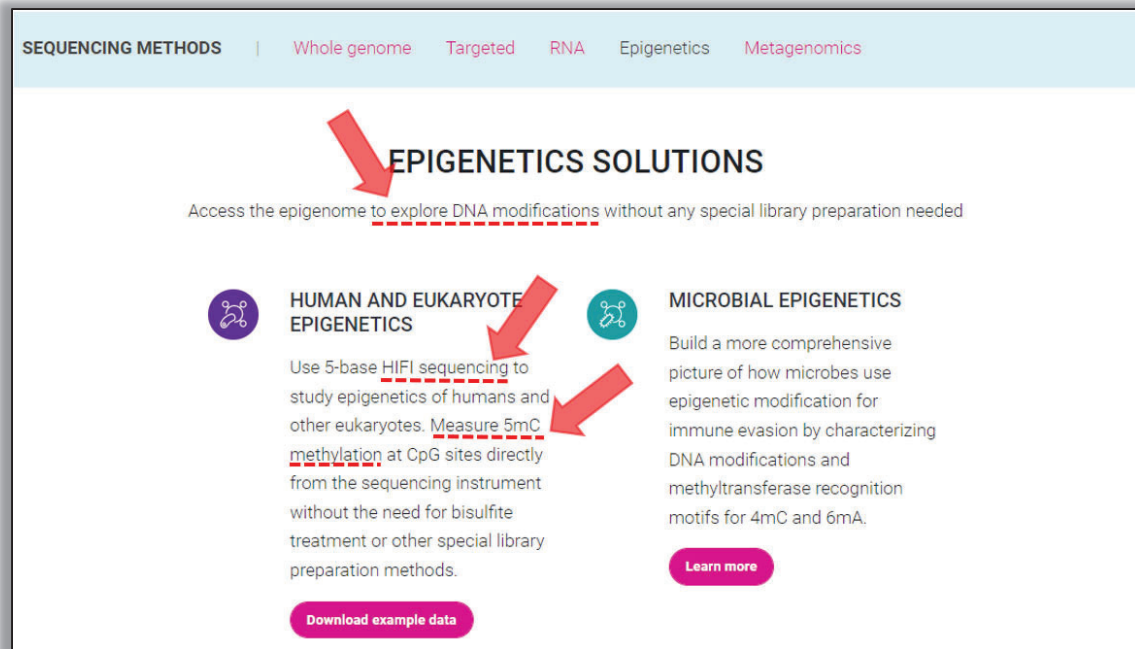 SEQUENCING METHODS | Whole genome Targeted RNA Epigenetics Metagenomics
EPIGENETICS SOLUTIONS
Access the epigenome to explore DNA modifications without any special library preparation needed
HUMAN AND EUKARYOTE
EPIGENETICS
Use 5-base HIFI sequencing to
study epigenetics of humans and
other eukaryotes. Measure 5mC
methylation at CpG sites directly
from the sequencing instrument
without the need for bisulfite
treatment or other special library
preparation methods.
Download example data
MICROBIAL EPIGENETICS
Build a more comprehensive
picture of how microbes use
epigenetic modification for
immune evasion by characterizing
DNA modifications and
methyltransferase recognition
motifs for 4mC and 6mA.
Learn more